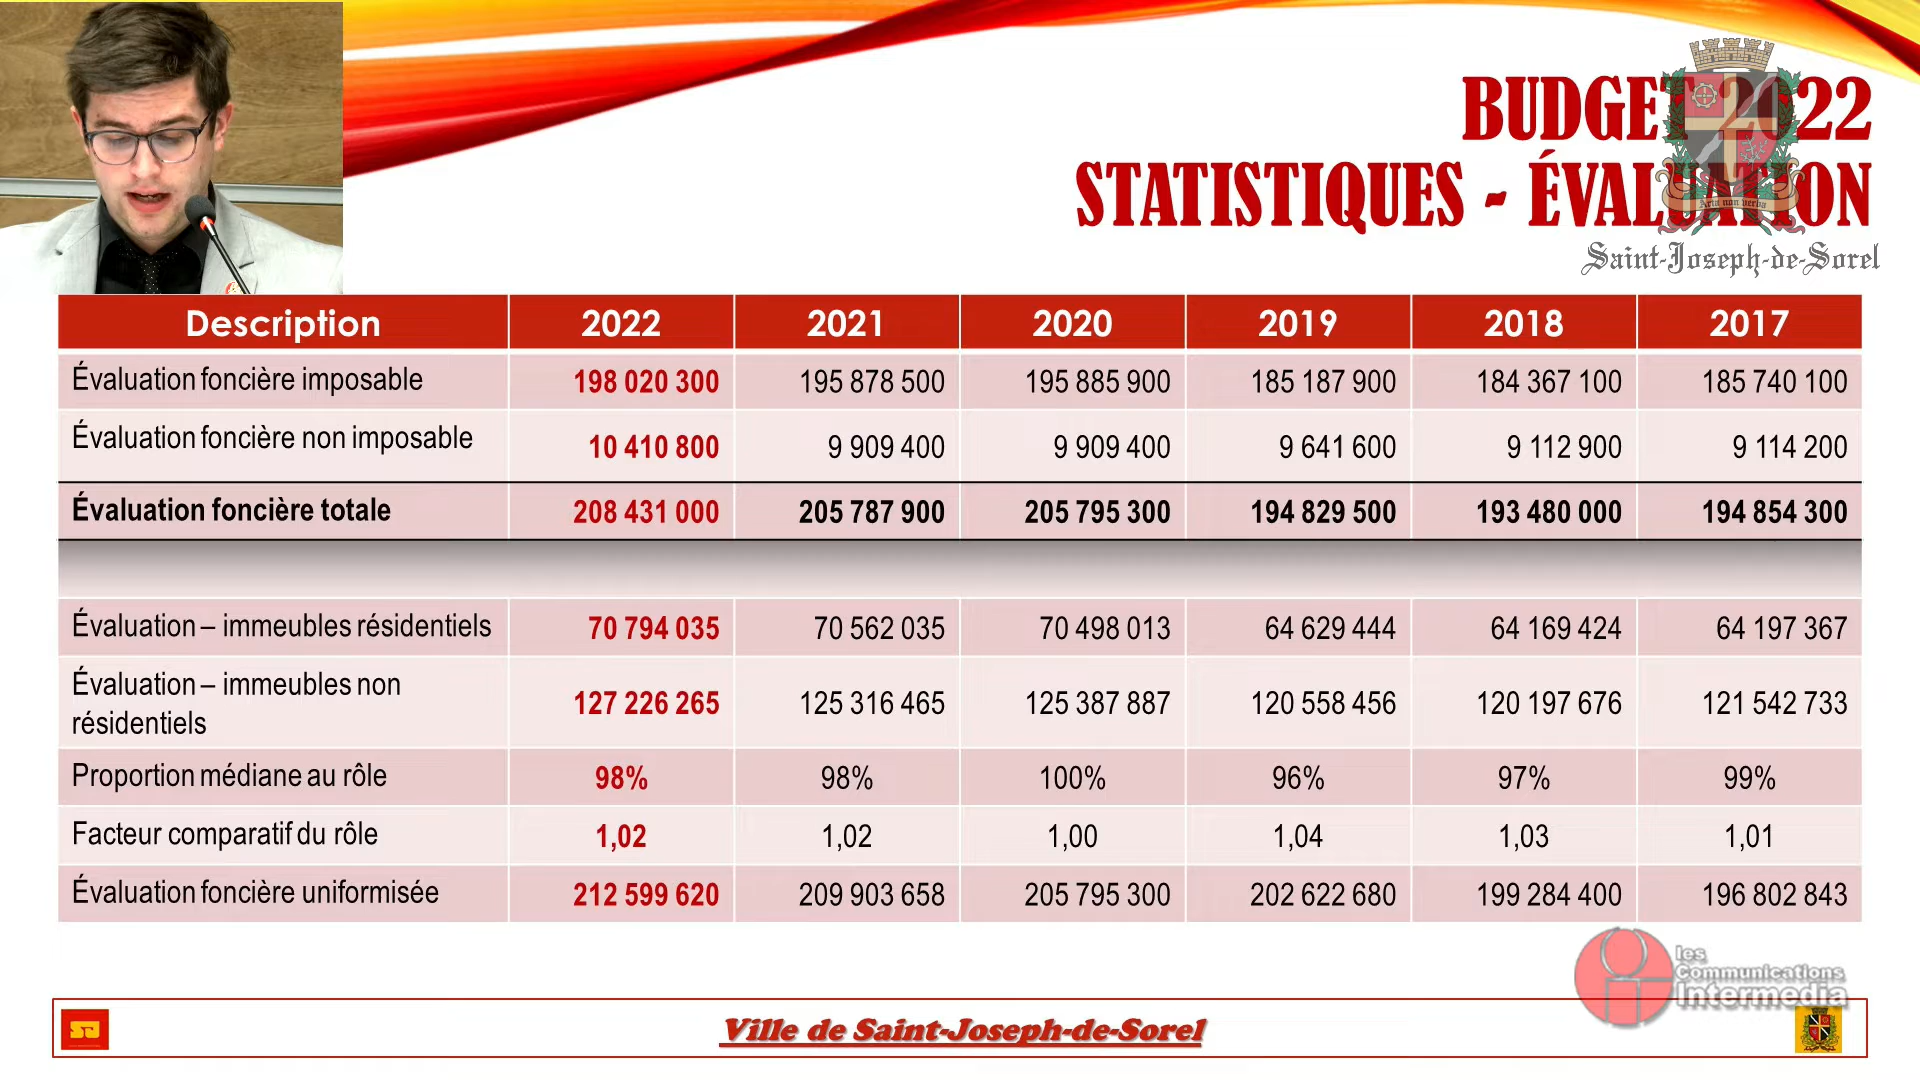 BUDGET 2022
STATISTIQUES - ÉVALUATION
Arte non verba
Saint-Joseph-de-Sorel
Description 2022 2021 2020 2019 2018 2017
Évaluation foncière imposable 198 020 300 195 878 500 195 885 900 185 187 900 184 367 100 185 740 100
Évaluation foncière non imposable 10 410 800 9 909 400 9 909 400 9 641 600 9 112 900 9 114 200
Évaluation foncière totale 208 431 000 205 787 900 205 795 300 194 829 500 193 480 000 194 854 300
Évaluation – immeubles résidentiels 70 794 035 70 562 035 70 498 013 64 629 444 64 169 424 64 197 367
Évaluation – immeubles non
résidentiels 127 226 265 125 316 465 125 387 887 120 558 456 120 197 676 121 542 733
Proportion médiane au rôle 98% 98% 100% 96% 97% 99%
Facteur comparatif du rôle 1,02 1,02 1,00 1,04 1,03 1,01
Évaluation foncière uniformisée 212 599 620 209 903 658 205 795 300 202 622 680 199 284 400 196 802 843
les
Communications
Intermedia
Ville de Saint-Joseph-de-Sorel